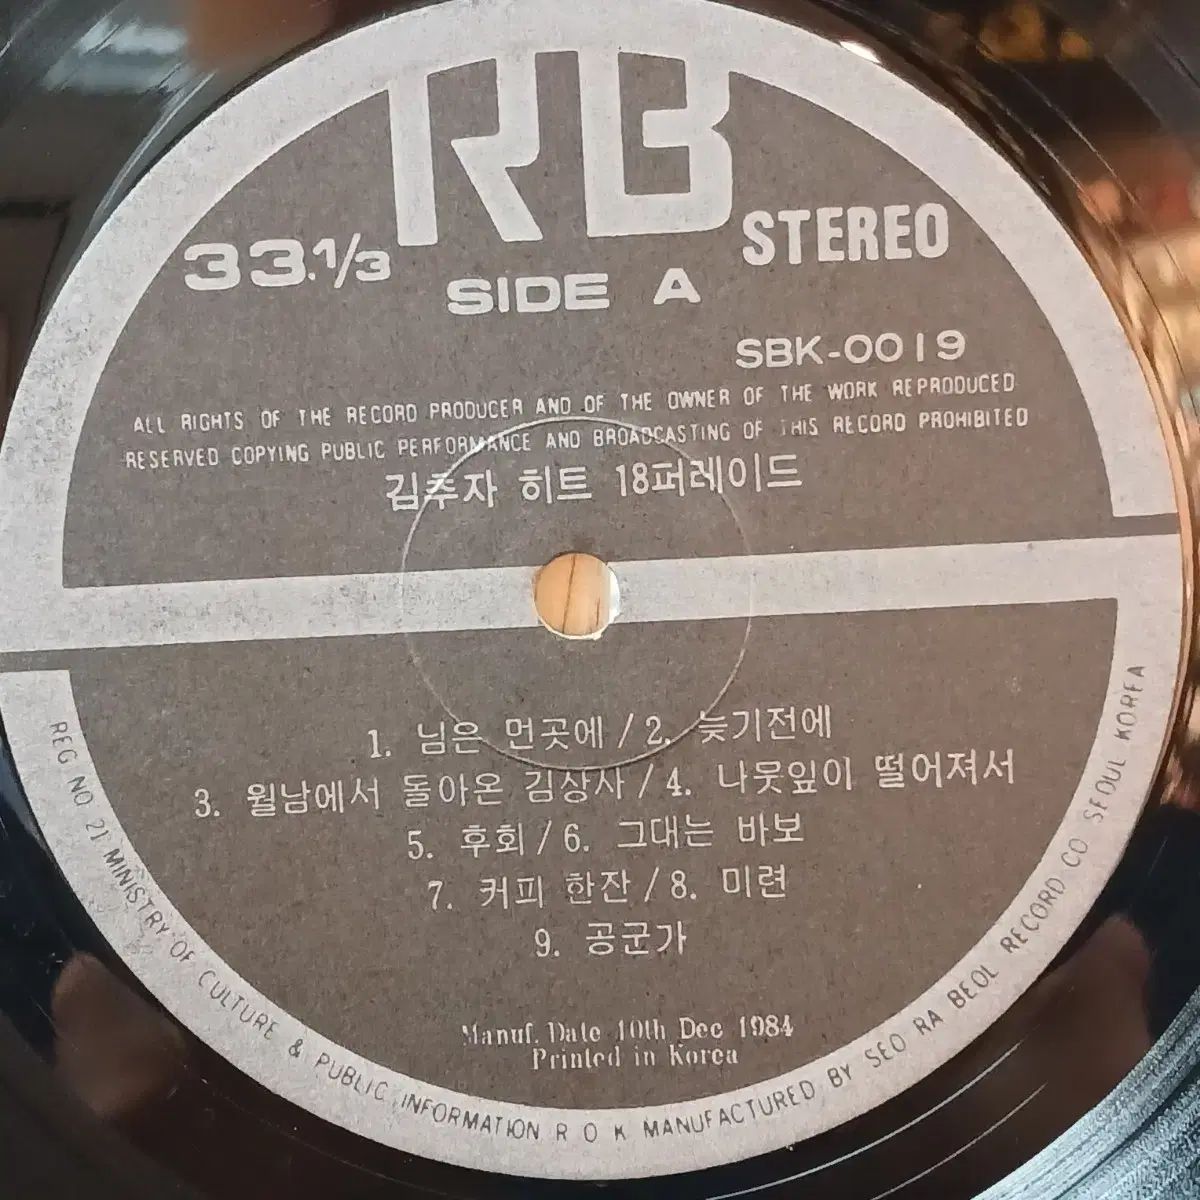 RB
33.1/3
STEREO
SIDE A
SBK-0019
ALL RIGHTS OF THE RECORD PRODUCER AND OF THE OWNER OF THE WORK REPRODUCED
RESERVED COPYING PUBLIC PERFORMANCE AND BROADCASTING OF THIS RECORD PROHIBITED
김추자 히트 18퍼레이드
1. 님은 먼곳에 / 2. 늦기전에
3. 월남에서 돌아온 김상사 / 4. 나뭇잎이 떨어져서
5. 후회 / 6. 그대는 바보
7. 커피 한잔 / 8. 미련
9. 공군가
Manuf. Date 10th Dec 1984
Printed in Korea
REG NO 21 MINISTRY OF CULTURE & PUBLIC INFORMATION R O K MANUFACTURED BY SEO RA BEOL RECORD CO SEOUL KOREA